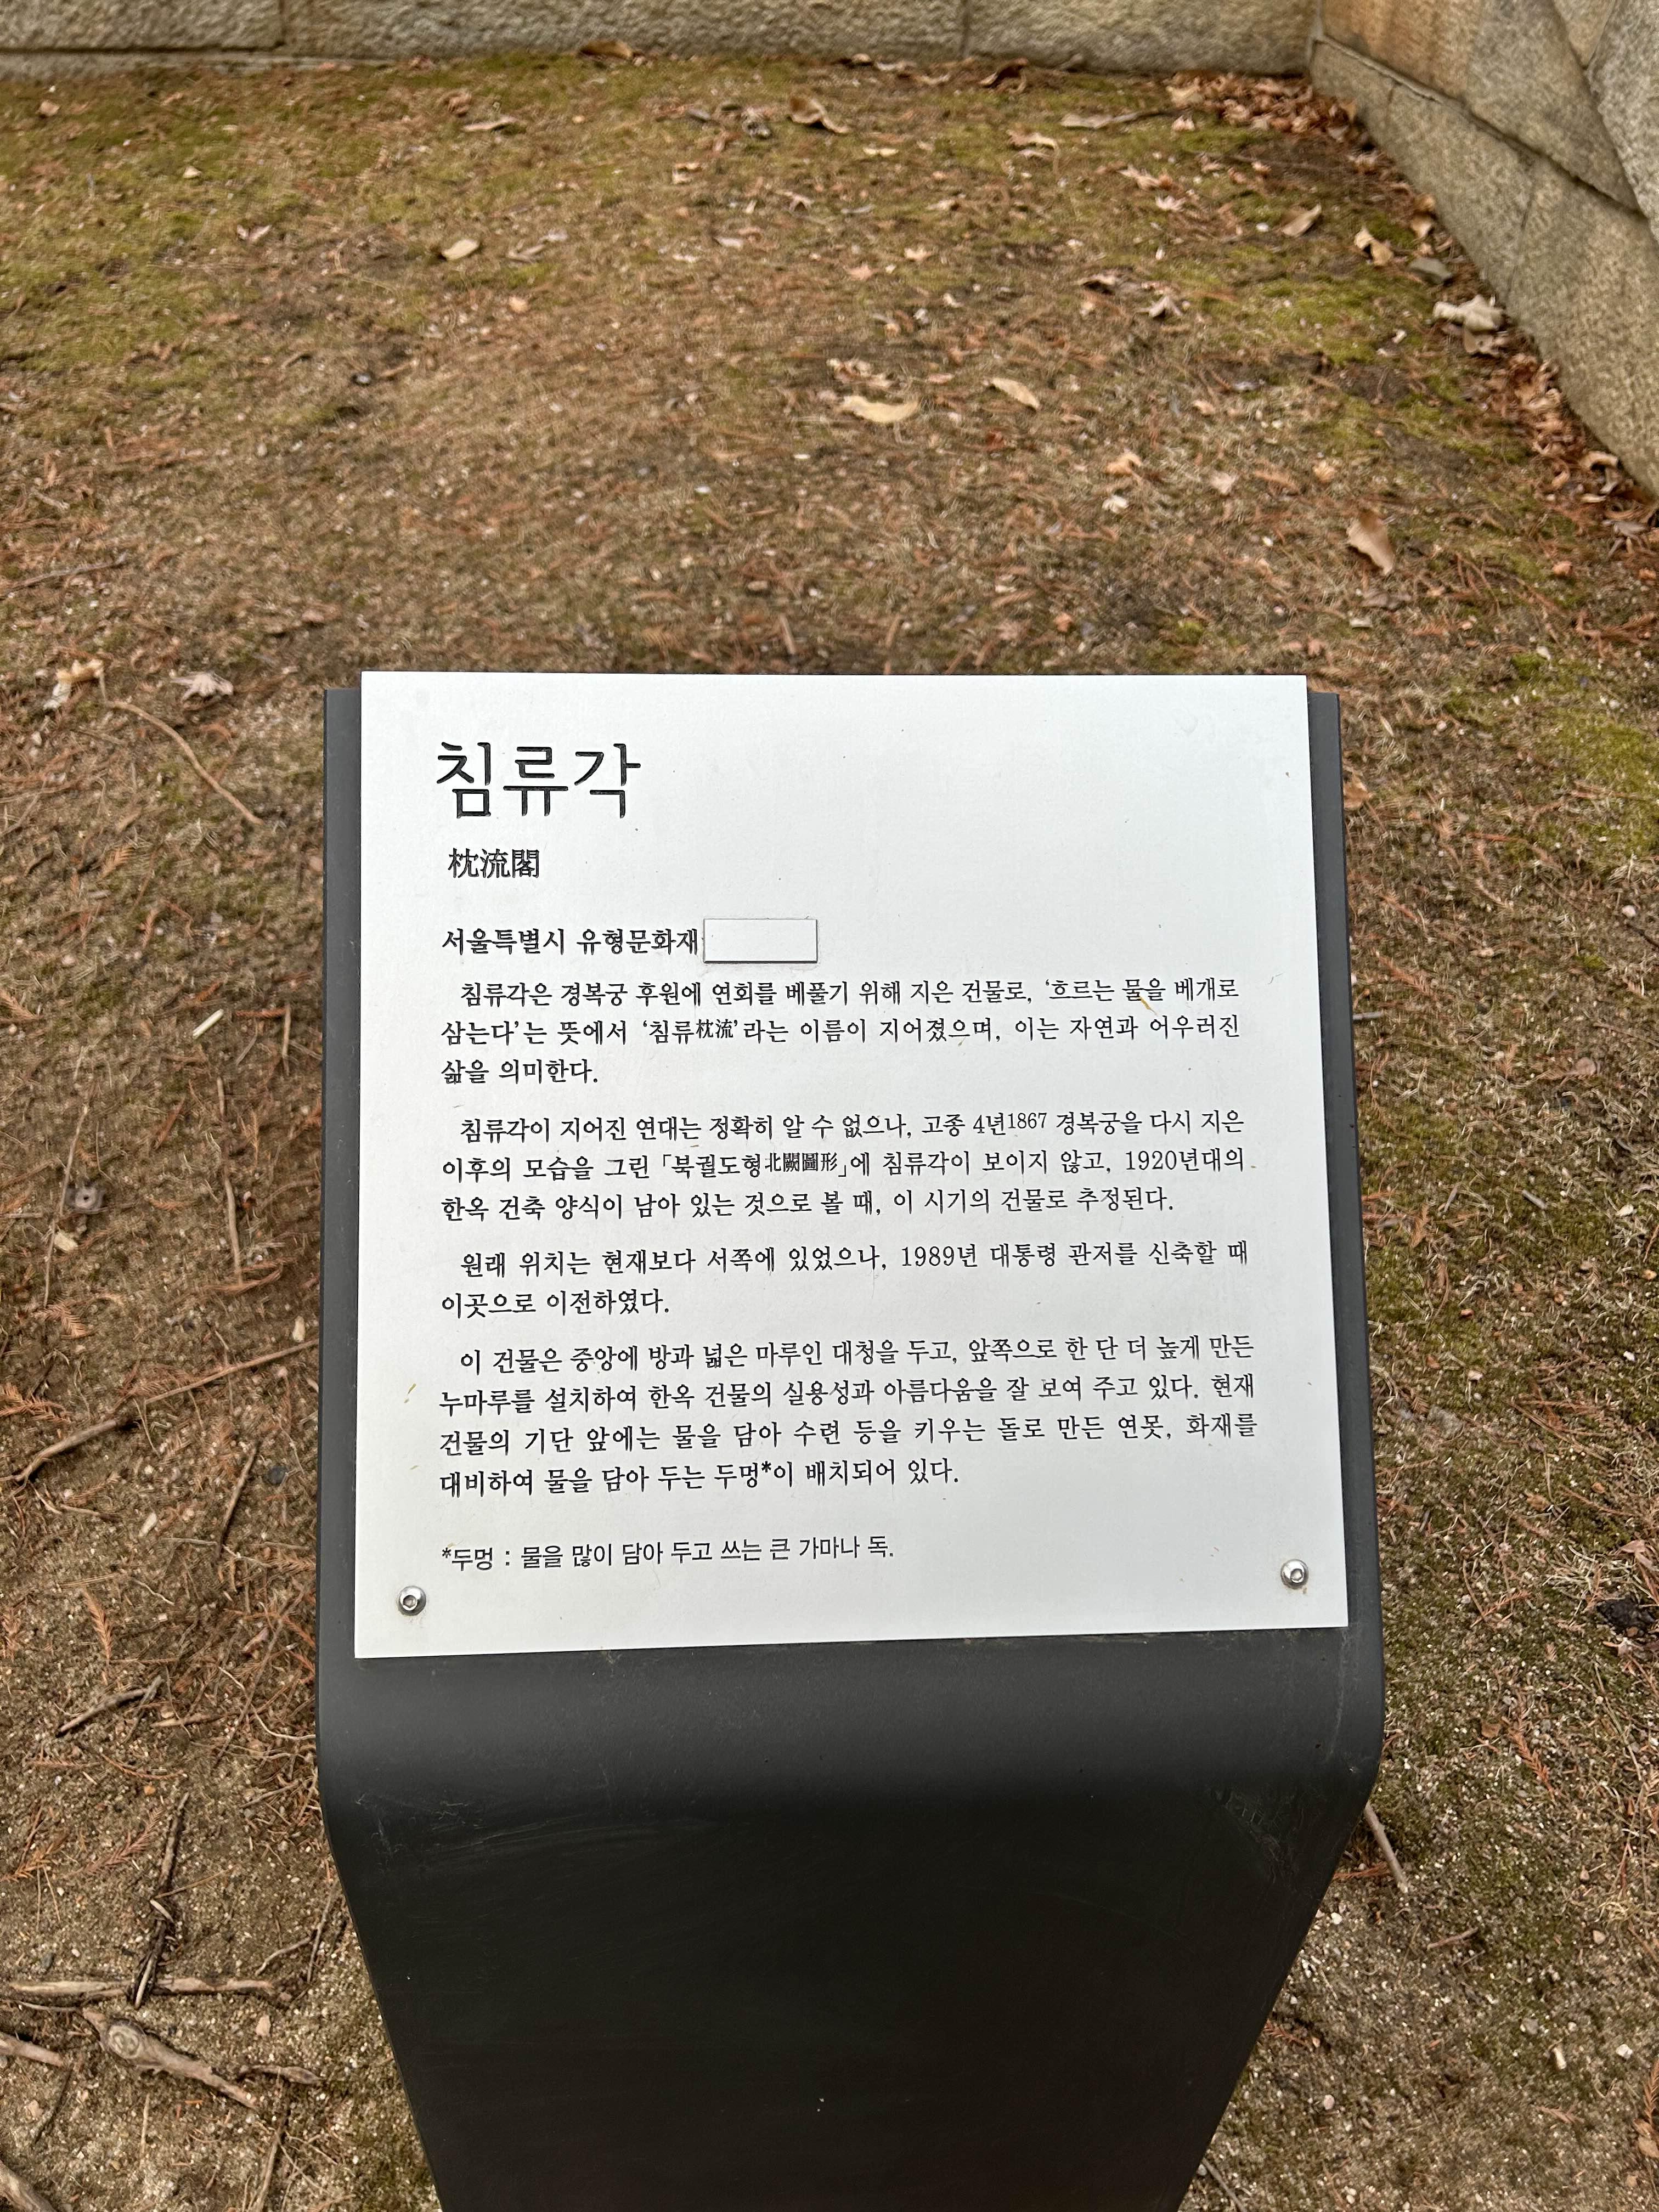 침류각
枕流閣
서울특별시 유형문화재
침류각은 경복궁 후원에 연회를 베풀기 위해 지은 건물로, ‘흐르는 물을 베개로
삼는다’는 뜻에서 ‘침류枕流’라는 이름이 지어졌으며, 이는 자연과 어우러진
삶을 의미한다.
침류각이 지어진 연대는 정확히 알 수 없으나, 고종 4년1867 경복궁을 다시 지은
이후의 모습을 그린 「북궐도형北闕圖形」에 침류각이 보이지 않고, 1920년대의
한옥 건축 양식이 남아 있는 것으로 볼 때, 이 시기의 건물로 추정된다.
원래 위치는 현재보다 서쪽에 있었으나, 1989년 대통령 관저를 신축할 때
이곳으로 이전하였다.
이 건물은 중앙에 방과 넓은 마루인 대청을 두고, 앞쪽으로 한 단 더 높게 만든
누마루를 설치하여 한옥 건물의 실용성과 아름다움을 잘 보여 주고 있다. 현재
건물의 기단 앞에는 물을 담아 수련 등을 키우는 돌로 만든 연못, 화재를
대비하여 물을 담아 두는 두멍*이 배치되어 있다.
*두멍 : 물을 많이 담아 두고 쓰는 큰 가마나 독.